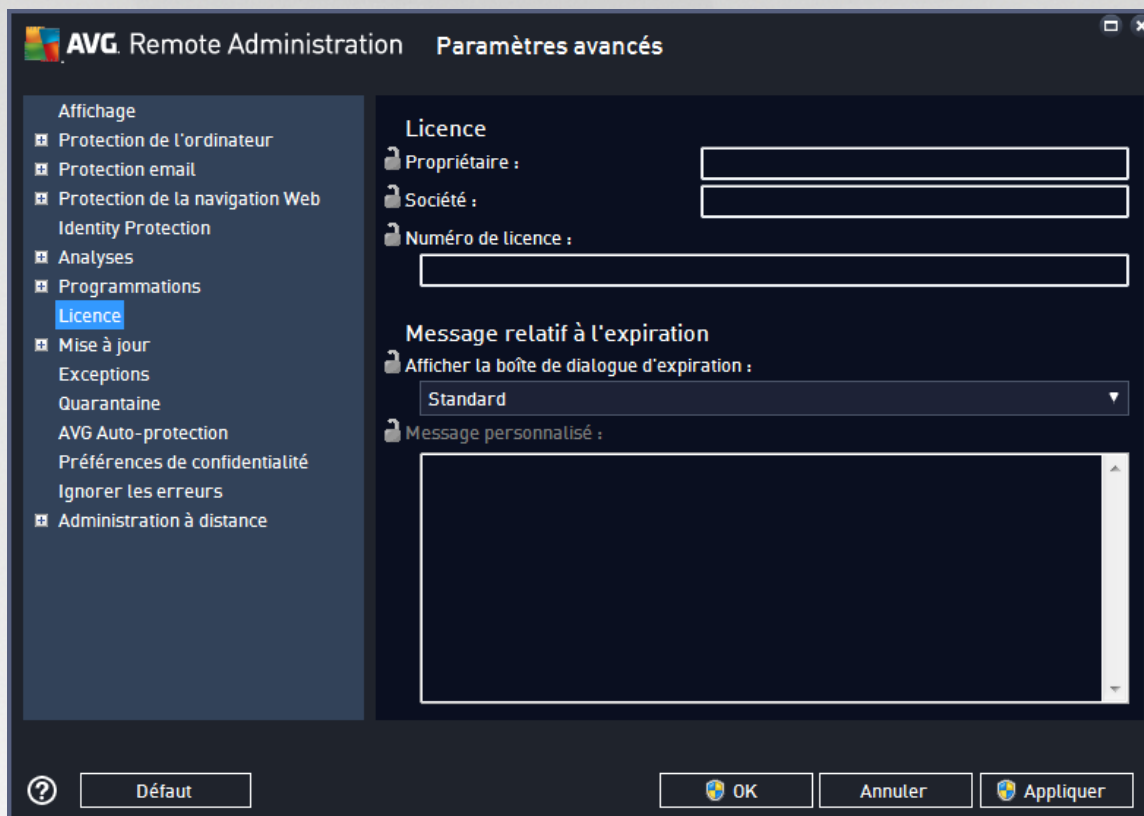 AVG. Remote Administration Paramètres avancés
Affichage
Protection de l'ordinateur
Protection email
Protection de la navigation Web
Identity Protection
Analyses
Programmations
Licence
Mise à jour
Exceptions
Quarantaine
AVG Auto-protection
Préférences de confidentialité
Ignorer les erreurs
Administration à distance
Licence
Propriétaire :
Société :
Numéro de licence :
Message relatif à l'expiration
Afficher la boîte de dialogue d'expiration :
Standard
Message personnalisé :
? Défaut OK Annuler Appliquer